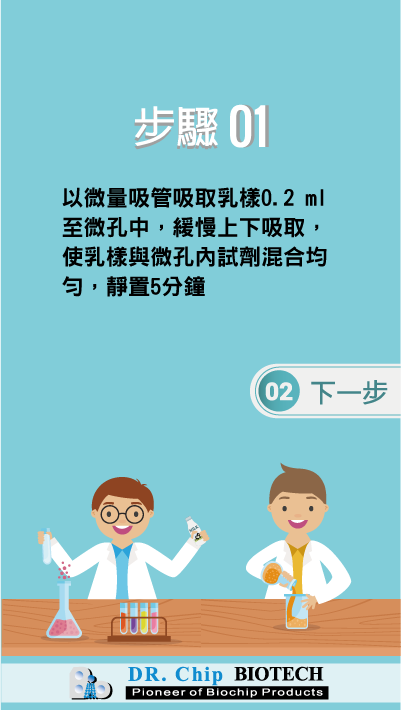 步驟 01
以微量吸管吸取乳樣0.2 ml
至微孔中，緩慢上下吸取，
使乳樣與微孔內試劑混合均
勻，靜置5分鐘
02 下一步
DR. Chip BIOTECH
Pioneer of Biochip Products